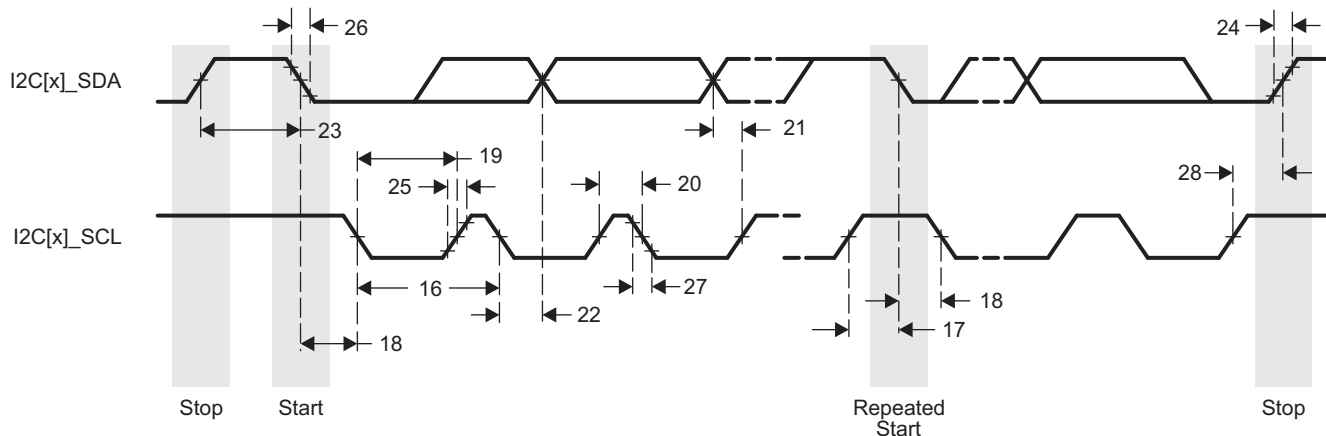 26
24
I2C[x]_SDA
23
21
19
25
20
28
I2C[x]_SCL
16
27
22
18
17
18
Stop
Start
Repeated
Start
Stop